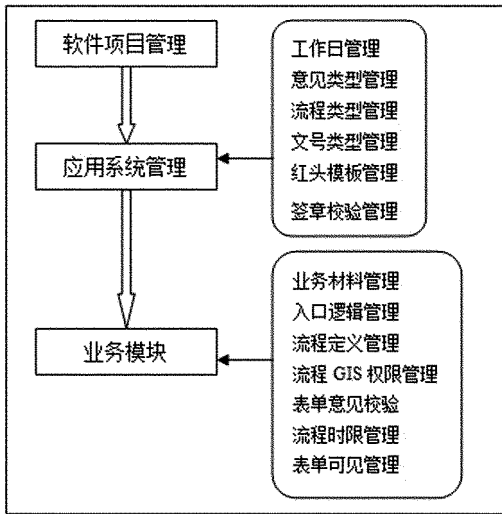 软件项目管理
应用系统管理
业务模块
工作日管理
意见类型管理
流程类型管理
文号类型管理
红头模板管理
签章校验管理
业务材料管理
入口逻辑管理
流程定义管理
流程 GIS 权限管理
表单意见校验
流程时限管理
表单可见管理